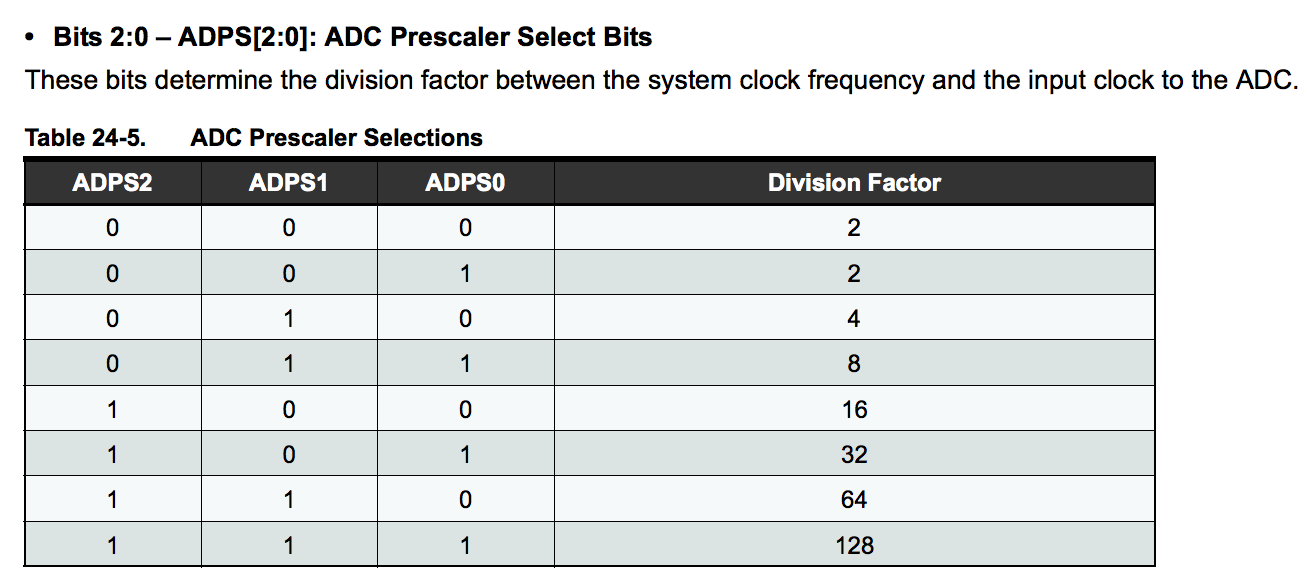 • Bits 2:0 – ADPS[2:0]: ADC Prescaler Select Bits
These bits determine the division factor between the system clock frequency and the input clock to the ADC.
Table 24-5. ADC Prescaler Selections
ADPS2 ADPS1 ADPS0 Division Factor
0 0 0 2
0 0 1 2
0 1 0 4
0 1 1 8
1 0 0 16
1 0 1 32
1 1 0 64
1 1 1 128